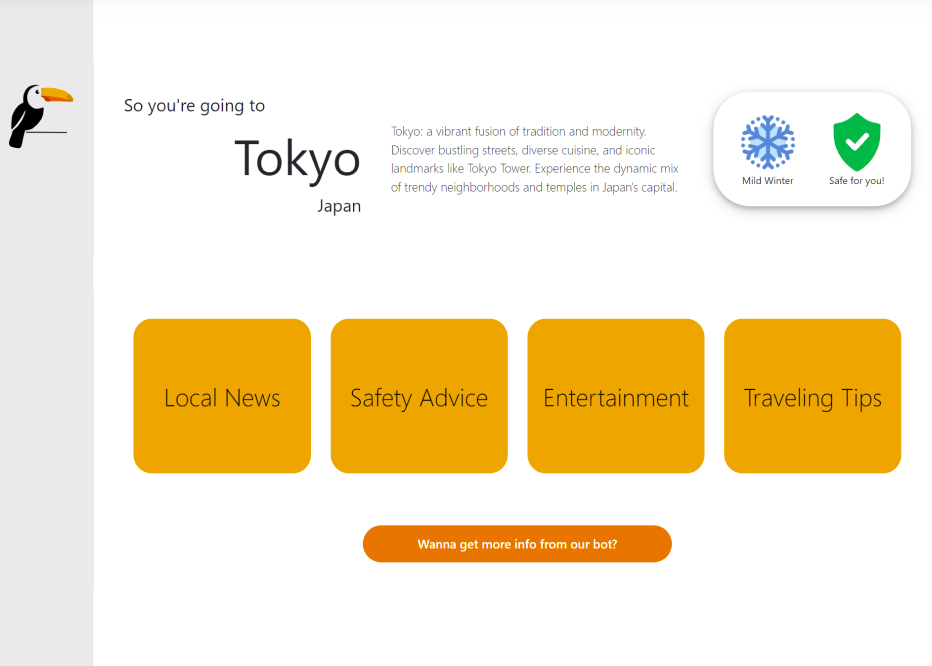 So you're going to
Tokyo
Japan
Tokyo: a vibrant fusion of tradition and modernity.
Discover bustling streets, diverse cuisine, and iconic
landmarks like Tokyo Tower. Experience the dynamic mix
of trendy neighborhoods and temples in Japan's capital.
Mild Winter
Safe for you!
Local News
Safety Advice
Entertainment
Traveling Tips
Wanna get more info from our bot?